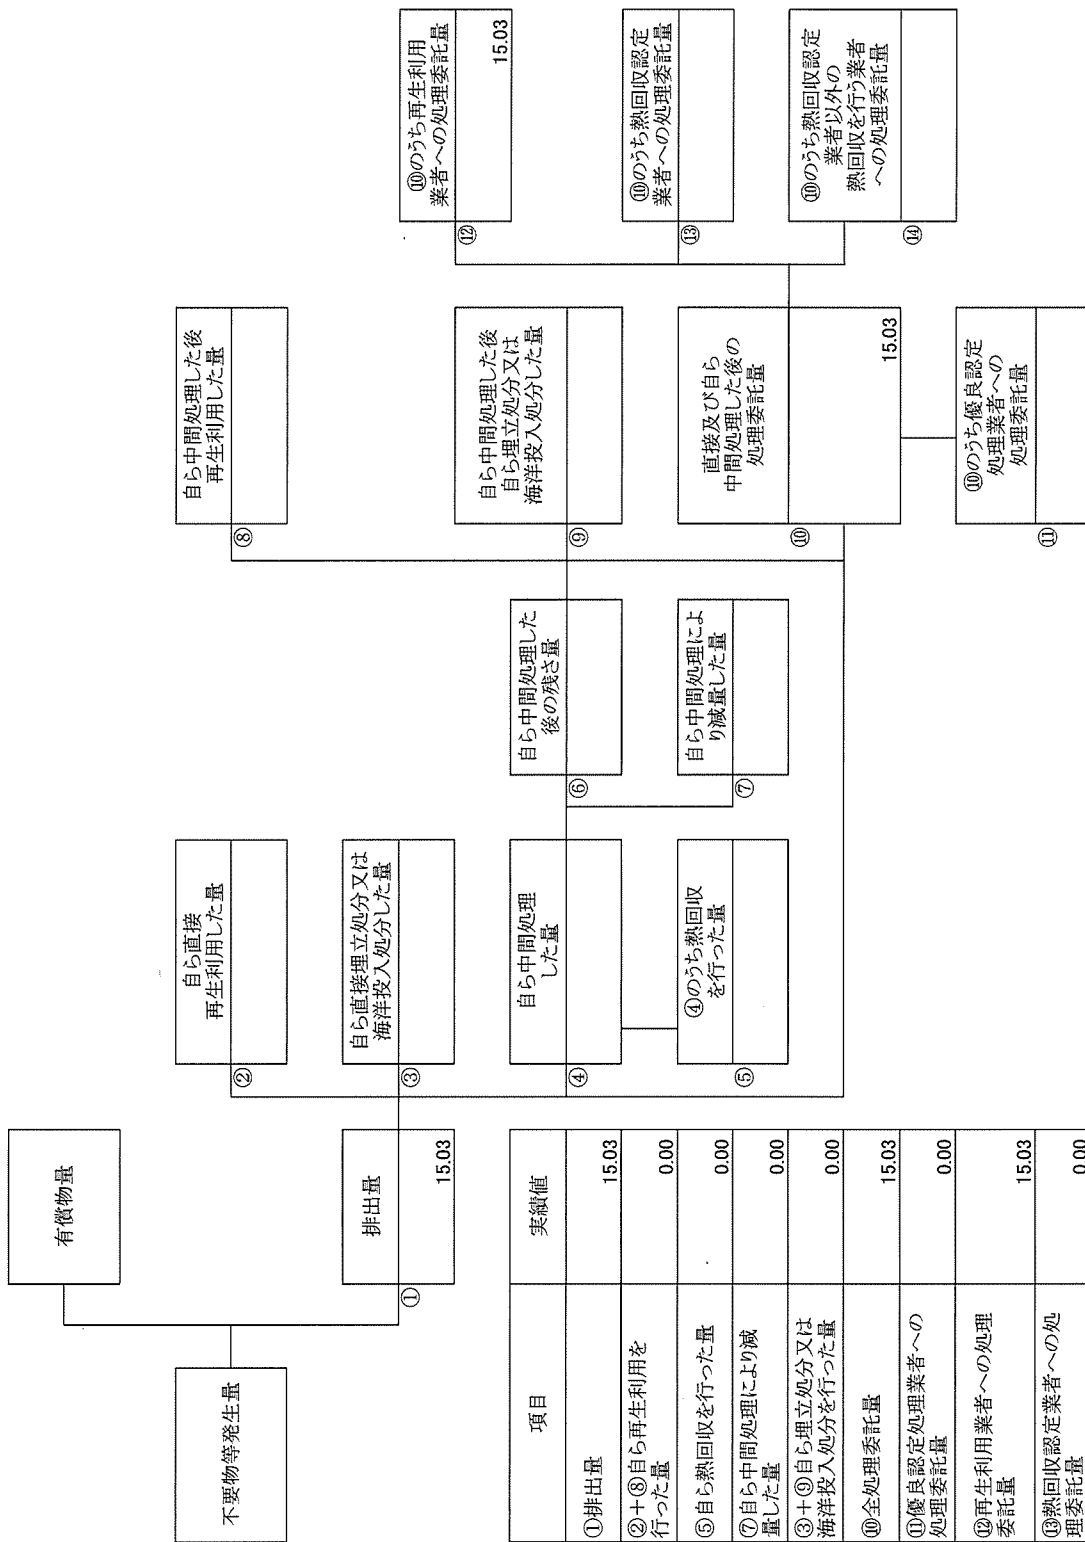 不要物等発生量
有償物量
①
排出量
15.03
②
自ら直接
再生利用した量
③
自ら直接埋立処分又は
海洋投入処分した量
④
自ら中間処理
した量
⑤
④のうち熱回収
を行った量
⑥
自ら中間処理した
後の残さ量
⑦
自ら中間処理によ
り減量した量
⑧
自ら中間処理した後
再生利用した量
⑨
自ら中間処理した後
自ら埋立処分又は
海洋投入処分した量
⑩
直接及び自ら
中間処理した後の
処理委託量
15.03
⑪
⑩のうち優良認定
処理業者への
処理委託量
⑫
⑩のうち再生利用
業者への処理委託量
15.03
⑬
⑩のうち熱回収認定
業者への処理委託量
⑭
⑩のうち熱回収認定
業者以外の
熱回収を行う業者
への処理委託量
項目
実績値
①排出量
15.03
②+⑧自ら再生利用を
行った量
0.00
⑤自ら熱回収を行った量
0.00
⑦自ら中間処理により減
量した量
0.00
③+⑨自ら埋立処分又は
海洋投入処分を行った量
0.00
⑩全処理委託量
15.03
⑪優良認定処理業者への
処理委託量
0.00
⑫再生利用業者への処理
委託量
15.03
⑬熱回収認定業者への処
理委託量
0.00